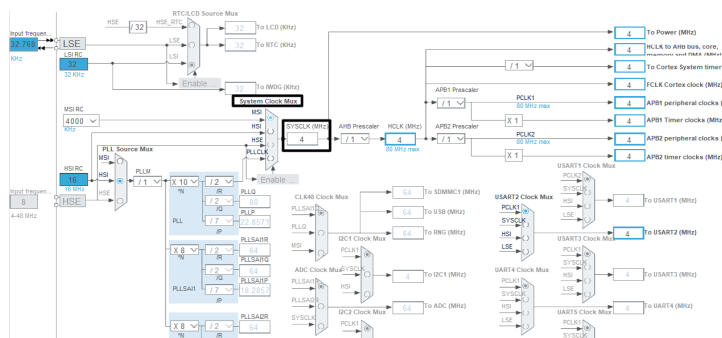 RTC/LCD Source Mux
HSE
/ 32
HSE_RTC
32
To LCD (KHz)
Input frequen...
32.768
KHz
LSE
LSE
32
To RTC (KHz)
LSI RC
32
32 KHz
LSI
32
To IWDG (KHz)
Enable ...
System Clock Mux
MSI RC
4000
KHz
MSI
HSI
HSE
PLLCLK
Enable ...
SYSCLK (MHz)
4
AHB Prescaler
/ 1
HCLK (MHz)
4
80 MHz max
4
To Power (MHz)
4
HCLK to AHB bus, core,
memory and DMA (MHz)
/ 1
4
To Cortex System timer
4
FCLK Cortex clock (MHz)
APB1 Prescaler
/ 1
PCLK1
80 MHz max
4
APB1 peripheral clocks (
X 1
4
APB1 Timer clocks (MHz)
APB2 Prescaler
/ 1
PCLK2
80 MHz max
4
APB2 peripheral clocks (
X 1
4
APB2 timer clocks (MHz)
HSI RC
16
16 MHz
PLL Source Mux
MSI
HSI
HSE
Input frequen...
8
4-48 MHz
HSE
PLLM
/ 1
X 10
*N
PLL
/ 2
/R
PLLQ
/ 2
80
/Q
PLLP
/ 7
22.8571
/P
PLLSAI1R
X 8
*N
/ 2
64
/R
PLLSAI1Q
/ 2
64
/Q
PLLSAI1P
PLLSAI1
/ 7
18.2857
/P
PLLSAI2R
X 8
/ 2
64
CLK48 Clock Mux
PLLSAI1
PLLQ
MSI
64
To SDMMC1 (MHz)
64
To USB (MHz)
64
To RNG (MHz)
I2C1 Clock Mux
PCLK1
SYSCLK
HSI
4
To I2C1 (MHz)
ADC Clock Mux
SYSCLK
64
To ADC (MHz)
I2C2 Clock Mux
PCLK1
USART1 Clock Mux
PCLK2
SYSCLK
HSI
LSE
4
To USART1 (MHz)
USART2 Clock Mux
PCLK1
SYSCLK
HSI
LSE
4
To USART2 (MHz)
USART3 Clock Mux
PCLK1
SYSCLK
HSI
LSE
4
To USART3 (MHz)
UART4 Clock Mux
PCLK1
SYSCLK
HSI
LSE
4
To UART4 (MHz)
UART5 Clock Mux
PCLK1